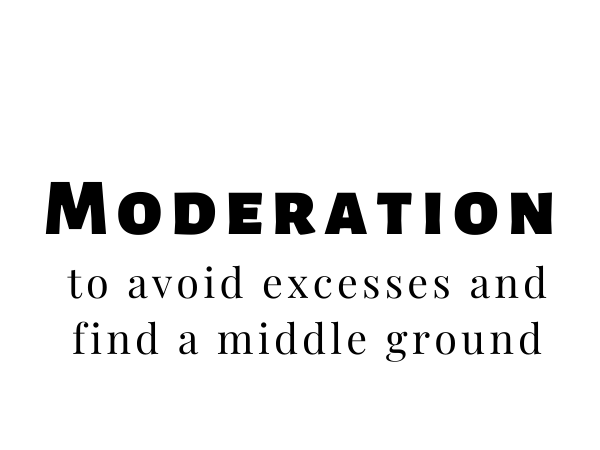 Moderation
to avoid excesses and
find a middle ground